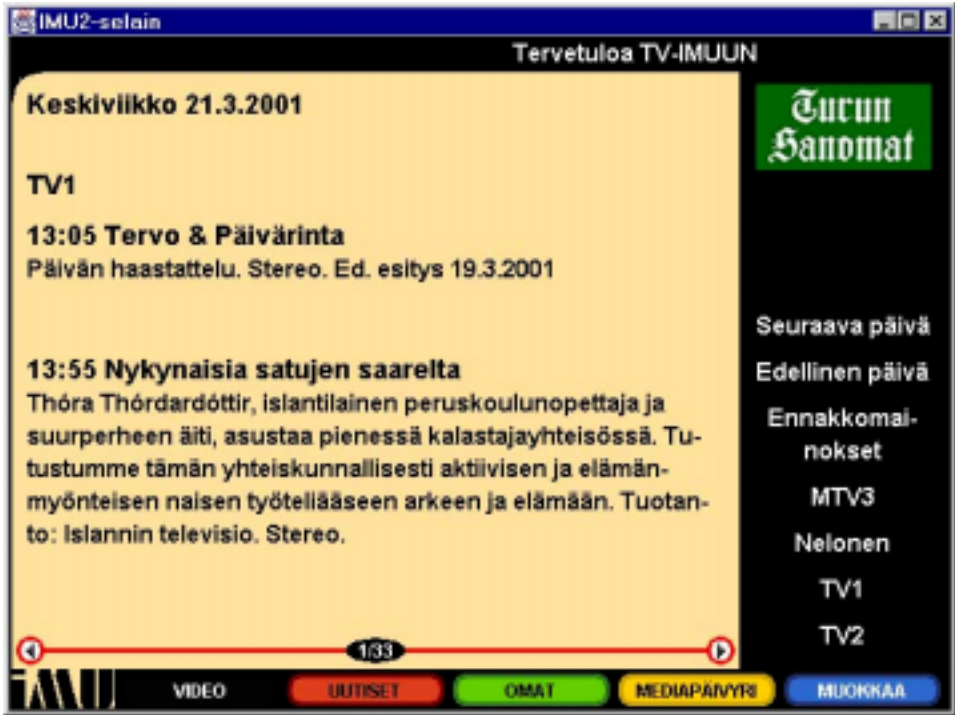 IMU2-selain
Tervetuloa TV-IMUUN
Keskiviikko 21.3.2001
TV1
13:05 Tervo & Päivärinta
Päivän haastattelu. Stereo. Ed. esitys 19.3.2001
13:55 Nykynaisia satujen saarelta
Thóra Thórdardóttir, islantilainen peruskoulunopettaja ja
suurperheen äiti, asustaa pienessä kalastajayhteisössä. Tu-
tustumme tämän yhteiskunnallisesti aktiivisen ja elämän-
myönteisen naisen työteliääseen arkeen ja elämään. Tuotan-
to: Islannin televisio. Stereo.
1/33
Turun
Sanomat
Seuraava päivä
Edellinen päivä
Ennakkomai-
nokset
MTV3
Nelonen
TV1
TV2
iMU
VIDEO
UUTISET
OMAT
MEDIAPÄIVYRI
MUOKKAA